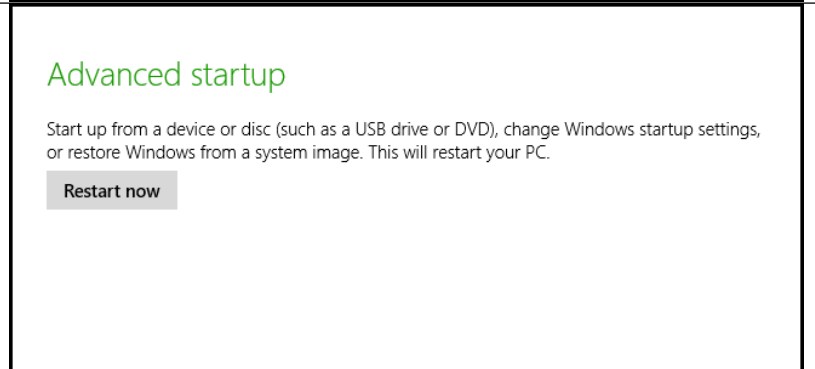 Advanced startup
Start up from a device or disc (such as a USB drive or DVD), change Windows startup settings,
or restore Windows from a system image. This will restart your PC.
Restart now